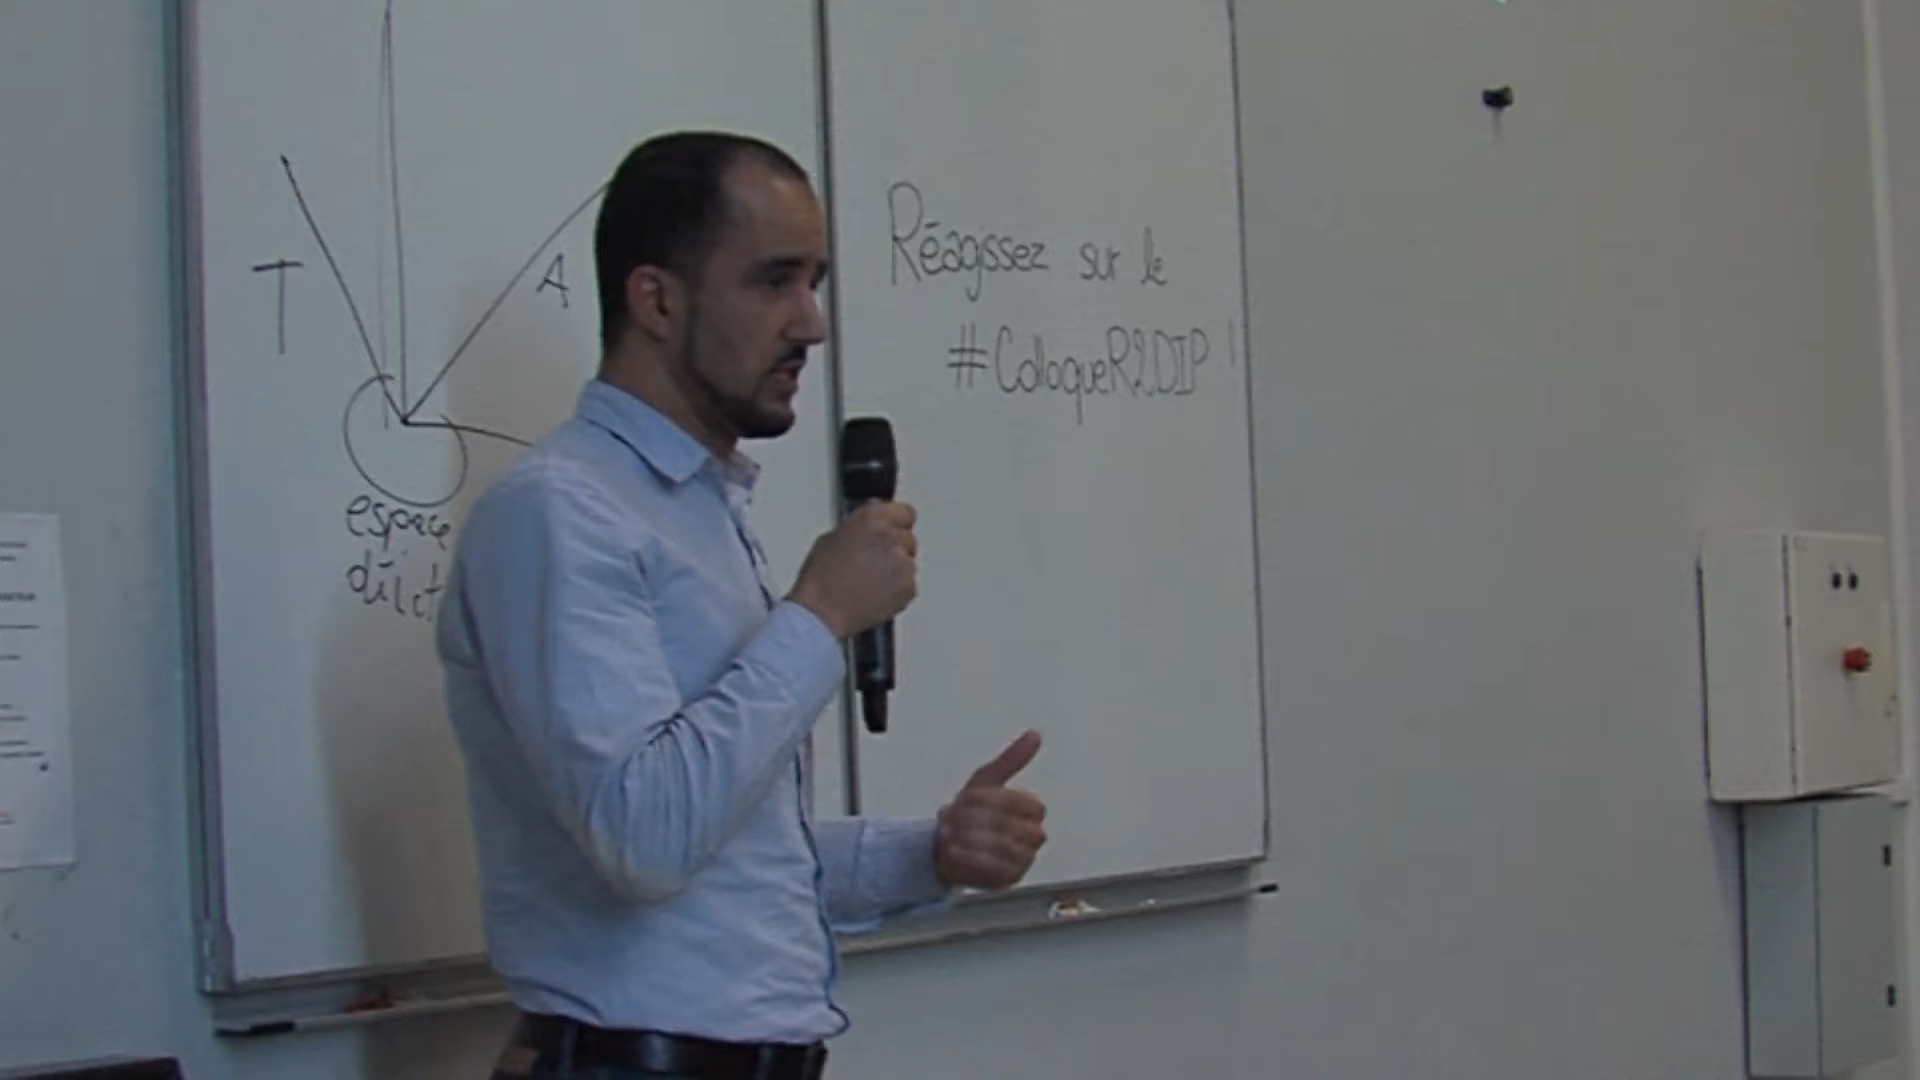 T
A
espace
Réagissez sur le
#ColloqueR2DIP !